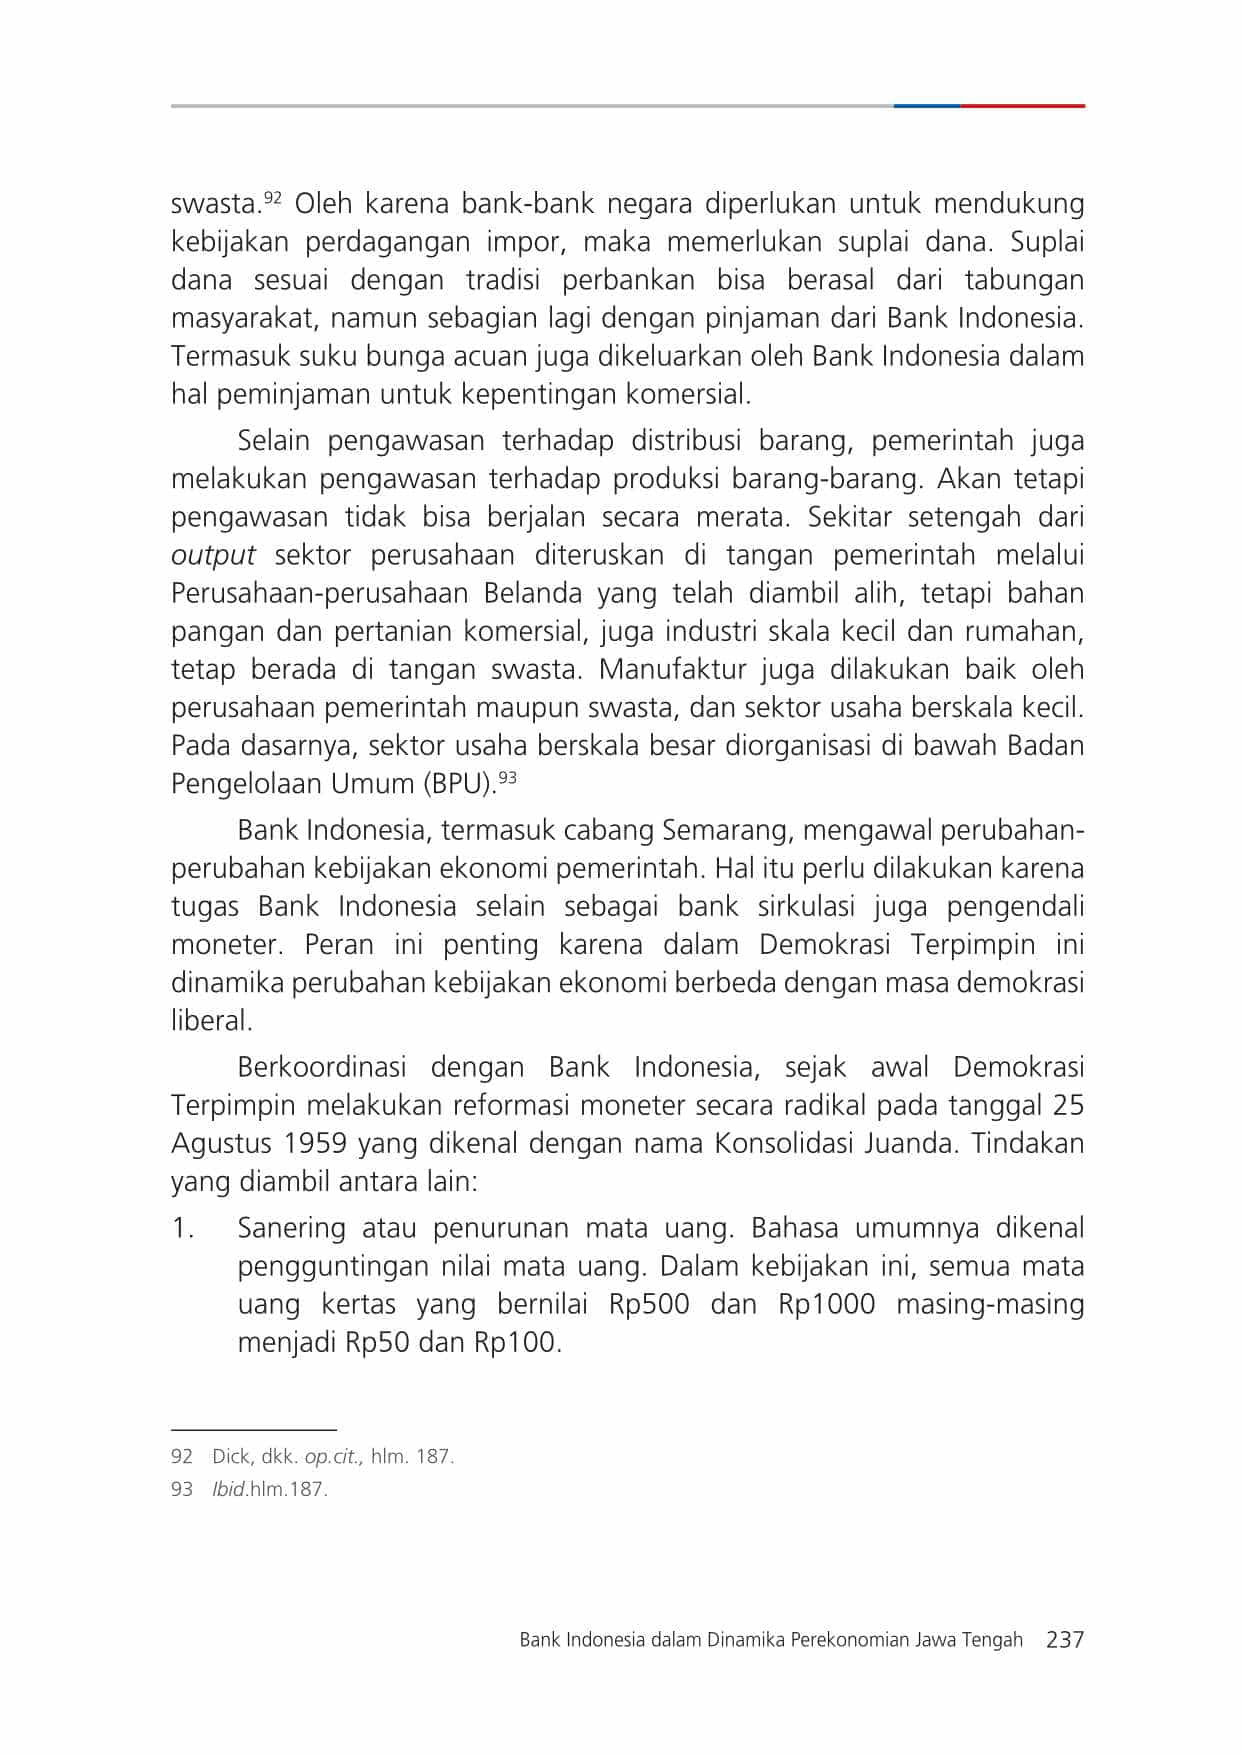 swasta.92 Oleh karena bank-bank negara diperlukan untuk mendukung
kebijakan perdagangan impor, maka memerlukan suplai dana. Suplai
dana sesuai dengan tradisi perbankan bisa berasal dari tabungan
masyarakat, namun sebagian lagi dengan pinjaman dari Bank Indonesia.
Termasuk suku bunga acuan juga dikeluarkan oleh Bank Indonesia dalam
hal peminjaman untuk kepentingan komersial.
Selain pengawasan terhadap distribusi barang, pemerintah juga
melakukan pengawasan terhadap produksi barang-barang. Akan tetapi
pengawasan tidak bisa berjalan secara merata. Sekitar setengah dari
output sektor perusahaan diteruskan di tangan pemerintah melalui
Perusahaan-perusahaan Belanda yang telah diambil alih, tetapi bahan
pangan dan pertanian komersial, juga industri skala kecil dan rumahan,
tetap berada di tangan swasta. Manufaktur juga dilakukan baik oleh
perusahaan pemerintah maupun swasta, dan sektor usaha berskala kecil.
Pada dasarnya, sektor usaha berskala besar diorganisasi di bawah Badan
Pengelolaan Umum (BPU).93
Bank Indonesia, termasuk cabang Semarang, mengawal perubahan-
perubahan kebijakan ekonomi pemerintah. Hal itu perlu dilakukan karena
tugas Bank Indonesia selain sebagai bank sirkulasi juga pengendali
moneter. Peran ini penting karena dalam Demokrasi Terpimpin ini
dinamika perubahan kebijakan ekonomi berbeda dengan masa demokrasi
liberal.
Berkoordinasi dengan Bank Indonesia, sejak awal Demokrasi
Terpimpin melakukan reformasi moneter secara radikal pada tanggal 25
Agustus 1959 yang dikenal dengan nama Konsolidasi Juanda. Tindakan
yang diambil antara lain:
1. Sanering atau penurunan mata uang. Bahasa umumnya dikenal
pengguntingan nilai mata uang. Dalam kebijakan ini, semua mata
uang kertas yang bernilai Rp500 dan Rp1000 masing-masing
menjadi Rp50 dan Rp100.
92 Dick, dkk. op.cit., hlm. 187.
93 Ibid.hlm.187.
Bank Indonesia dalam Dinamika Perekonomian Jawa Tengah 237